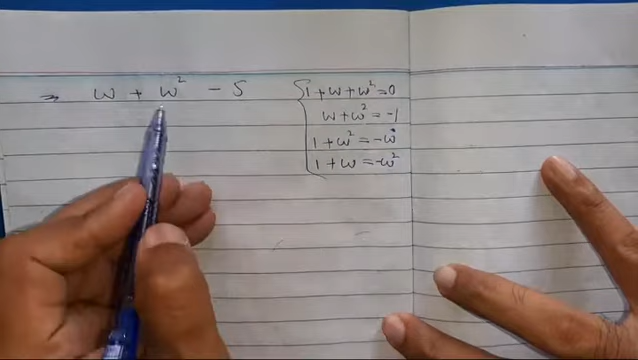 ⇒ ω + ω² - 5
{1 + ω + ω² = 0
ω + ω² = -1
1 + ω² = -ω
1 + ω = -ω²